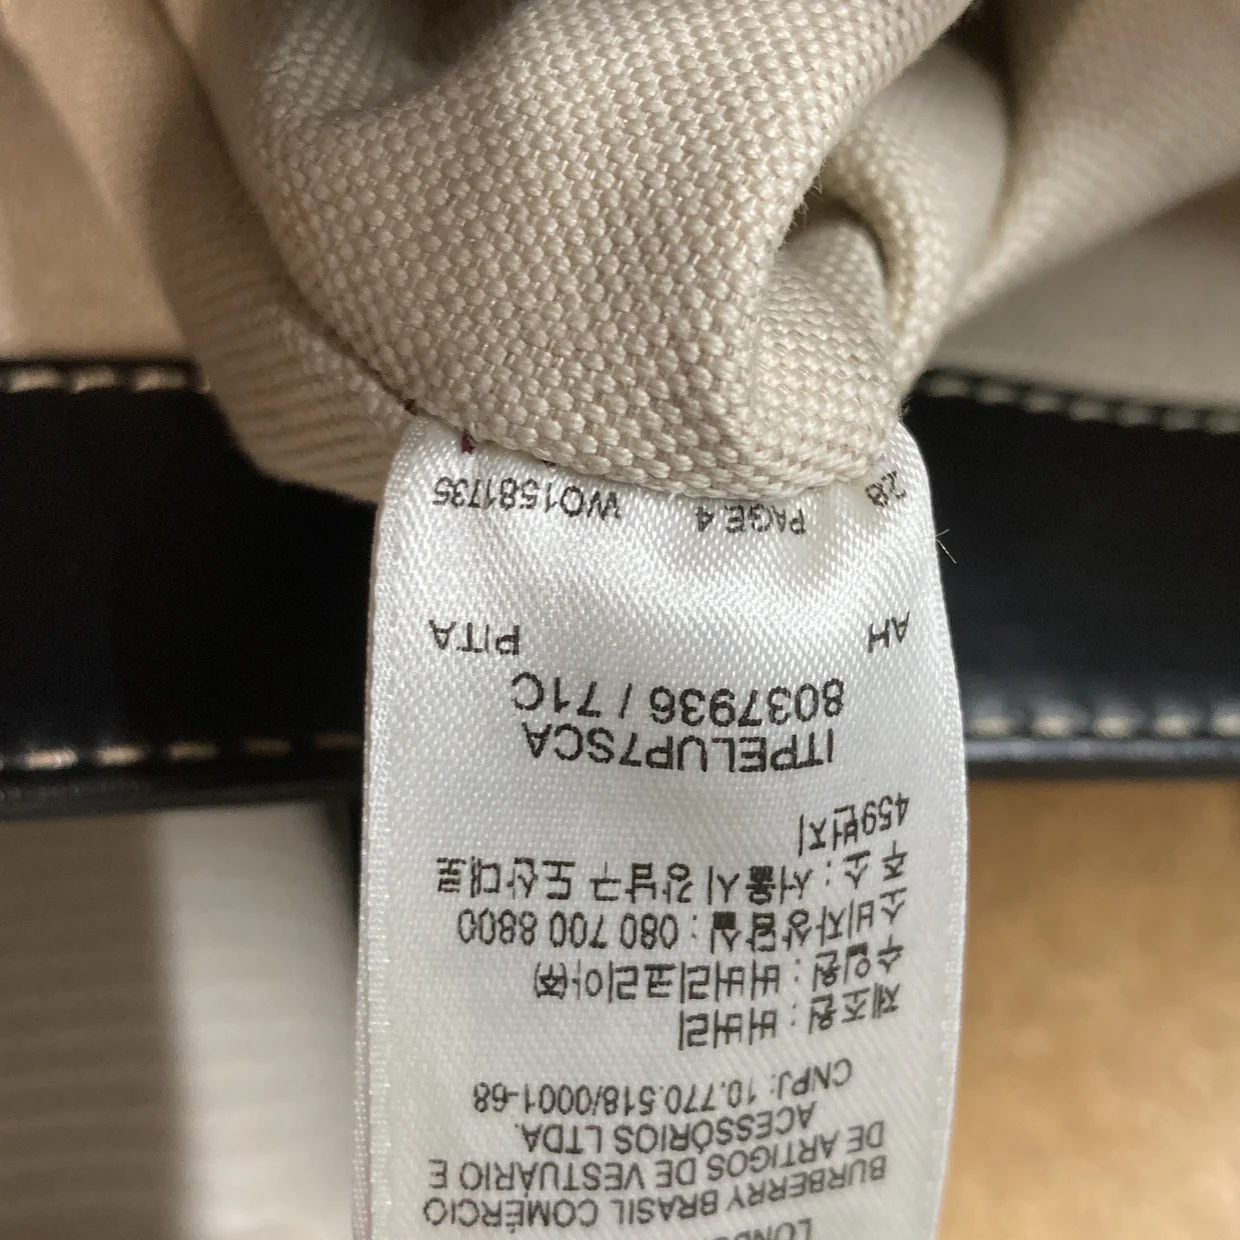 BURBERRY BRASIL COMÉRCIO
DE ARTIGOS DE VESTUÁRIO E
ACESSÓRIOS LTDA.
CNPJ: 10.770.518/0001-68
제조원 : 버버리
수입원 : 버버리코리아㈜
소비자상담실 : 080 700 8800
주 소 : 서울시 강남구 도산대로
459번지
ITPELUP7SCA
8037936 / 71C
AH PITA
28 PAGE 4 WO1581735